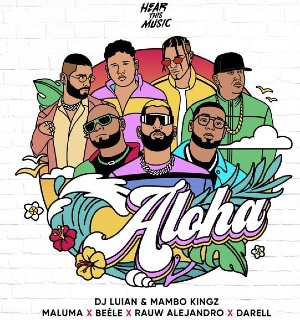 HEAR
THIS
MUSIC
Aloha
DJ LUIAN & MAMBO KINGZ
MALUMA X BEÉLE X RAUW ALEJANDRO X DARELL